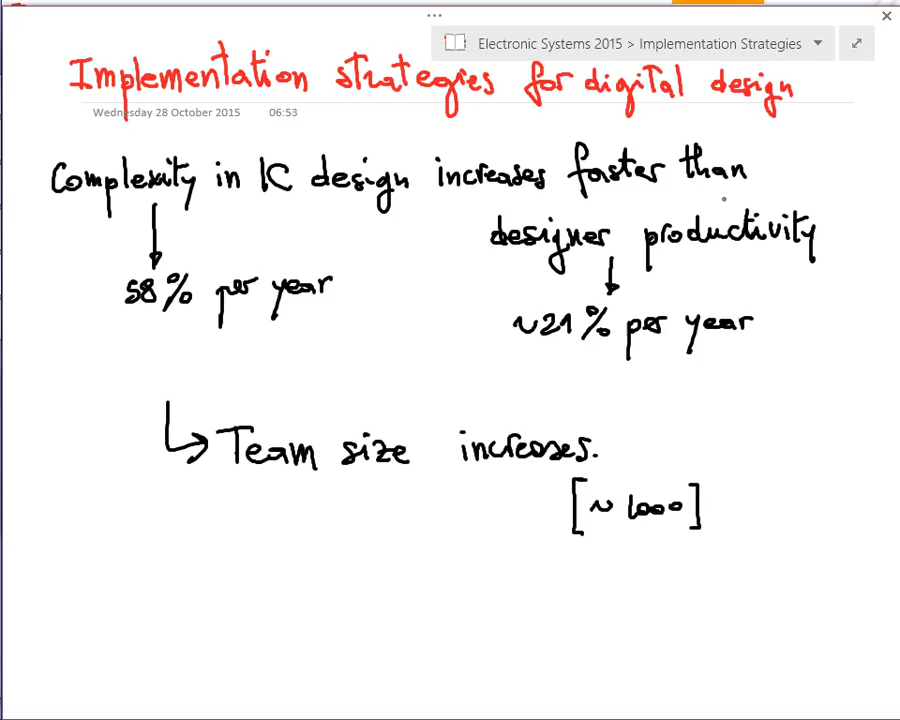 Electronic Systems 2015 > Implementation Strategies
Implementation strategies for digital design
Wednesday 28 October 2015 06:53
Complexity in IC design increases faster than
designer productivity
58% per year
~21% per year
Team size increases.
[~ 1000]